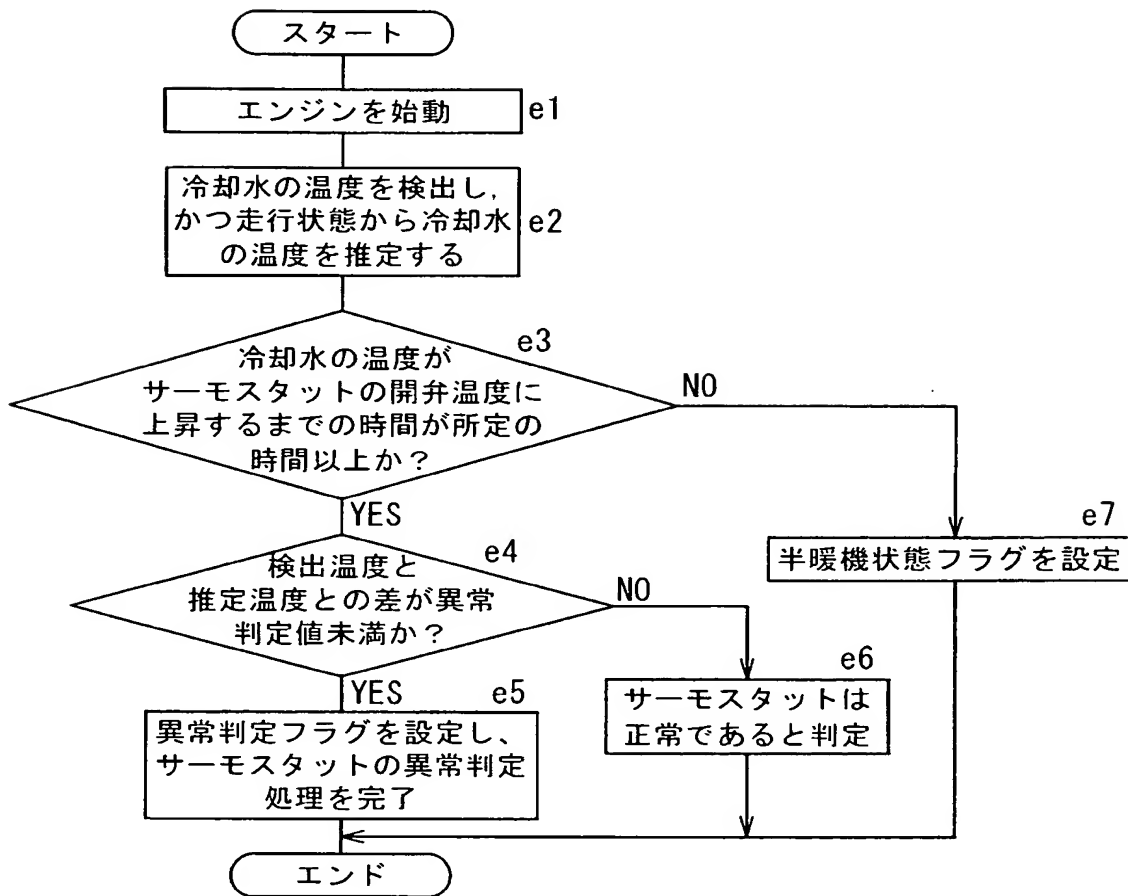 スタート
エンジンを始動
e1
冷却水の温度を検出し,
かつ走行状態から冷却水
の温度を推定する
e2
e3
冷却水の温度が
サーモスタットの開弁温度に
上昇するまでの時間が所定の
時間以上か?
NO
YES
e7
半暖機状態フラグを設定
e4
検出温度と
推定温度との差が異常
判定値未満か?
NO
YES
e6
サーモスタットは
正常であると判定
e5
異常判定フラグを設定し、
サーモスタットの異常判定
処理を完了
エンド